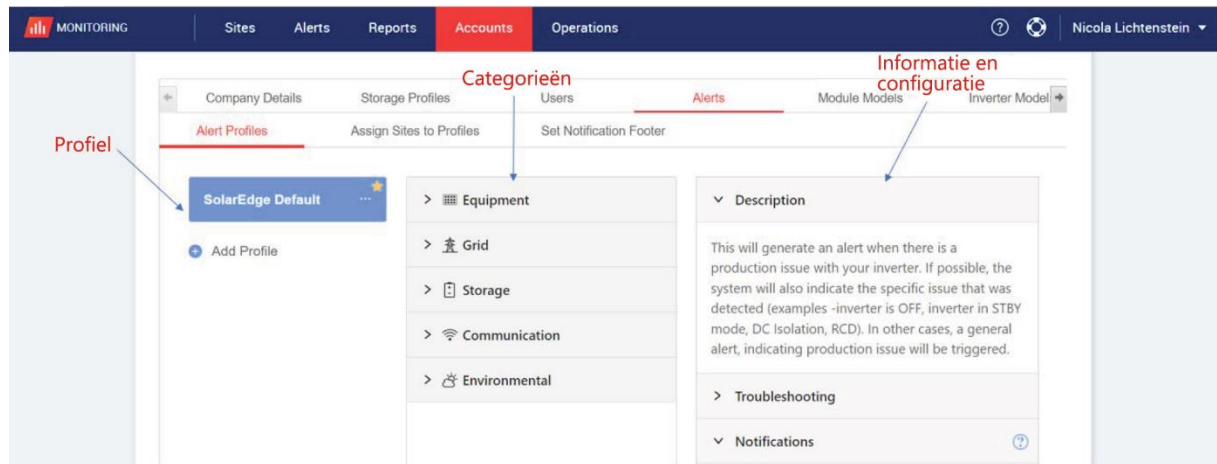 MONITORING Sites Alerts Reports Accounts Operations Nicola Lichtenstein
Categorieën
Informatie en
configuratie
Company Details Storage Profiles Users Alerts Module Models Inverter Model
Alert Profiles Assign Sites to Profiles Set Notification Footer
Profiel
SolarEdge Default ...
Add Profile
Equipment
Grid
Storage
Communication
Environmental
Description
This will generate an alert when there is a
production issue with your inverter. If possible, the
system will also indicate the specific issue that was
detected (examples -inverter is OFF, inverter in STBY
mode, DC Isolation, RCD). In other cases, a general
alert, indicating production issue will be triggered.
Troubleshooting
Notifications